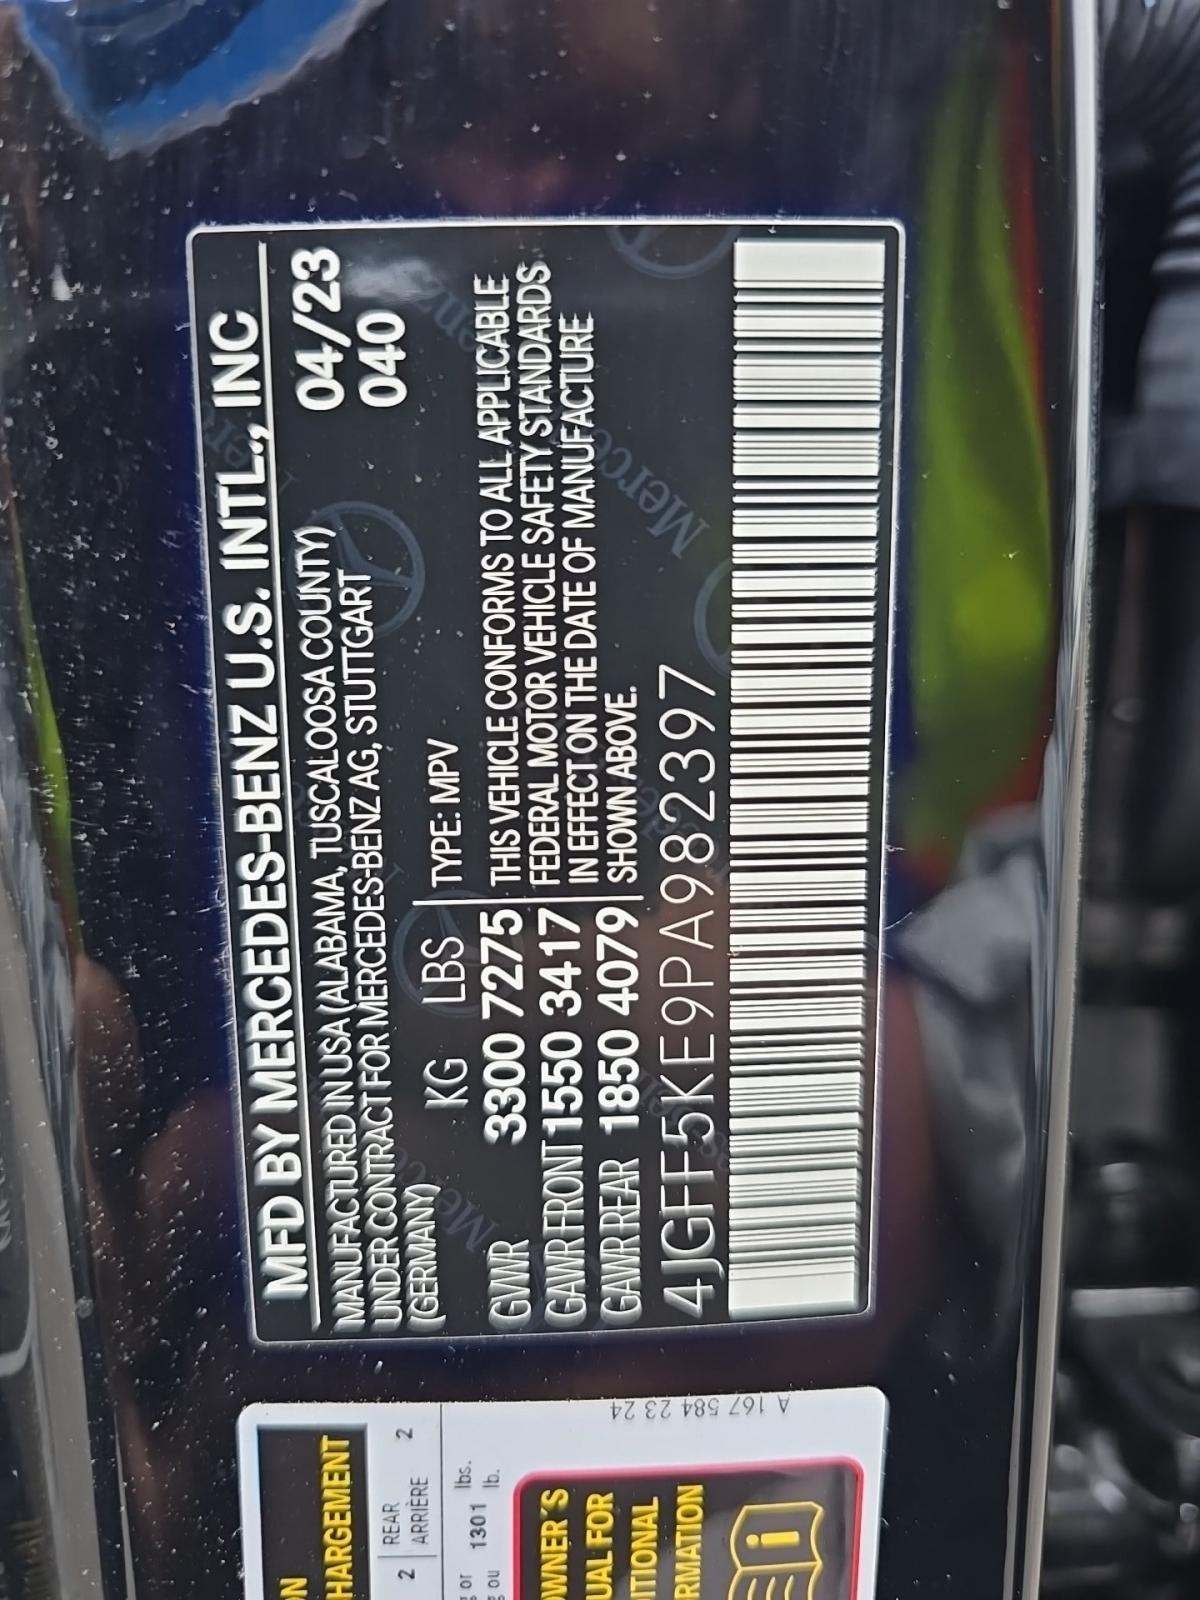 MFD BY MERCEDES-BENZ U.S. INTL., INC
MANUFACTURED IN USA (ALABAMA, TUSCALOOSA COUNTY) 04/23
UNDER CONTRACT FOR MERCEDES-BENZ AG, STUTTGART 040
(GERMANY)
KG LBS TYPE: MPV
GVWR 3300 7275 THIS VEHICLE CONFORMS TO ALL APPLICABLE
GAWR FRONT 1550 3417 FEDERAL MOTOR VEHICLE SAFETY STANDARDS
GAWR REAR 1850 4079 IN EFFECT ON THE DATE OF MANUFACTURE
SHOWN ABOVE.
4JGFF5KE9PA982397
ON
HARGEMENT
2 REAR 2
ARRIÈRE
or 1301 lbs.
ou lb.
OWNER'S
UAL FOR
ITIONAL
RMATION
A 167 584 23 24